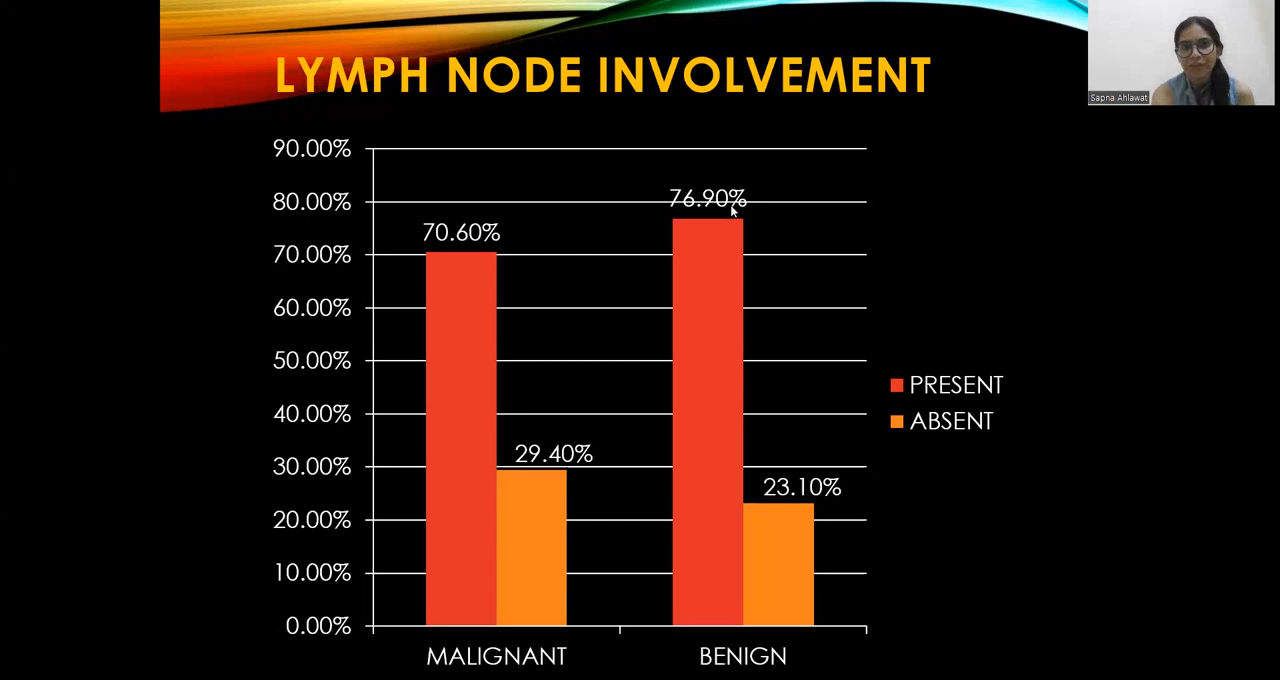 LYMPH NODE INVOLVEMENT
Sapna Ahlawat
90.00%
80.00%
70.00%
60.00%
50.00%
40.00%
30.00%
20.00%
10.00%
0.00%
70.60%
29.40%
76.90%
23.10%
MALIGNANT
BENIGN
PRESENT
ABSENT